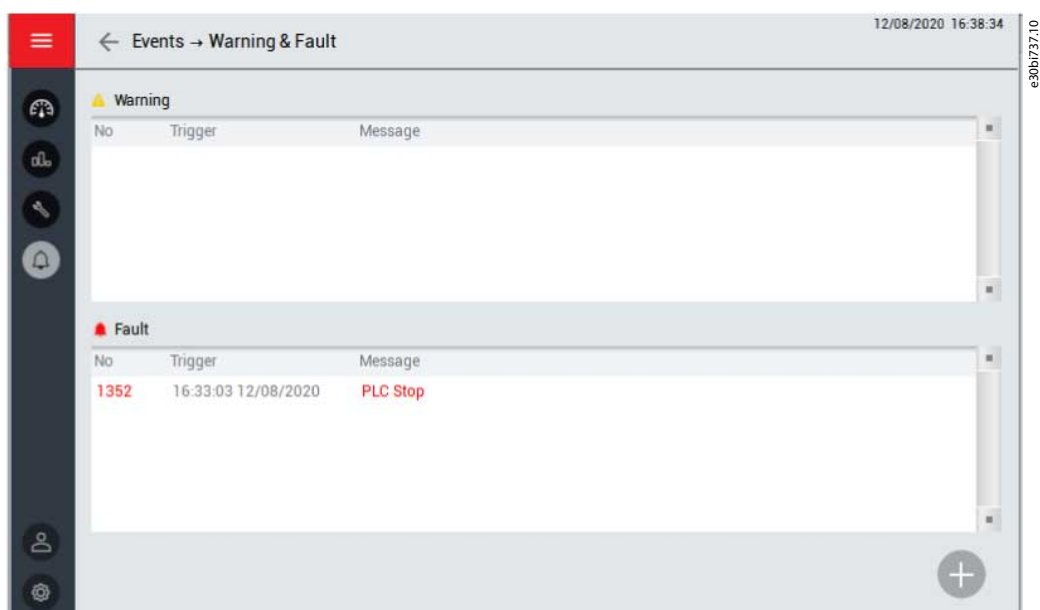 12/08/2020 16:38:34
Events → Warning & Fault
Warning
No Trigger Message
Fault
No Trigger Message
1352 16:33:03 12/08/2020 PLC Stop
e30bi737.10